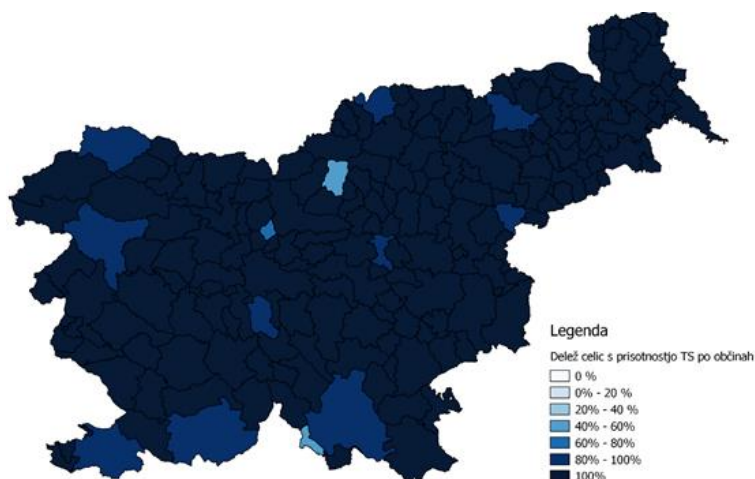 Legenda
Delež celic s prisotnostjo TS po občinah
0 %
0% - 20 %
20% - 40 %
40% - 60%
60% - 80%
80% - 100%
100%